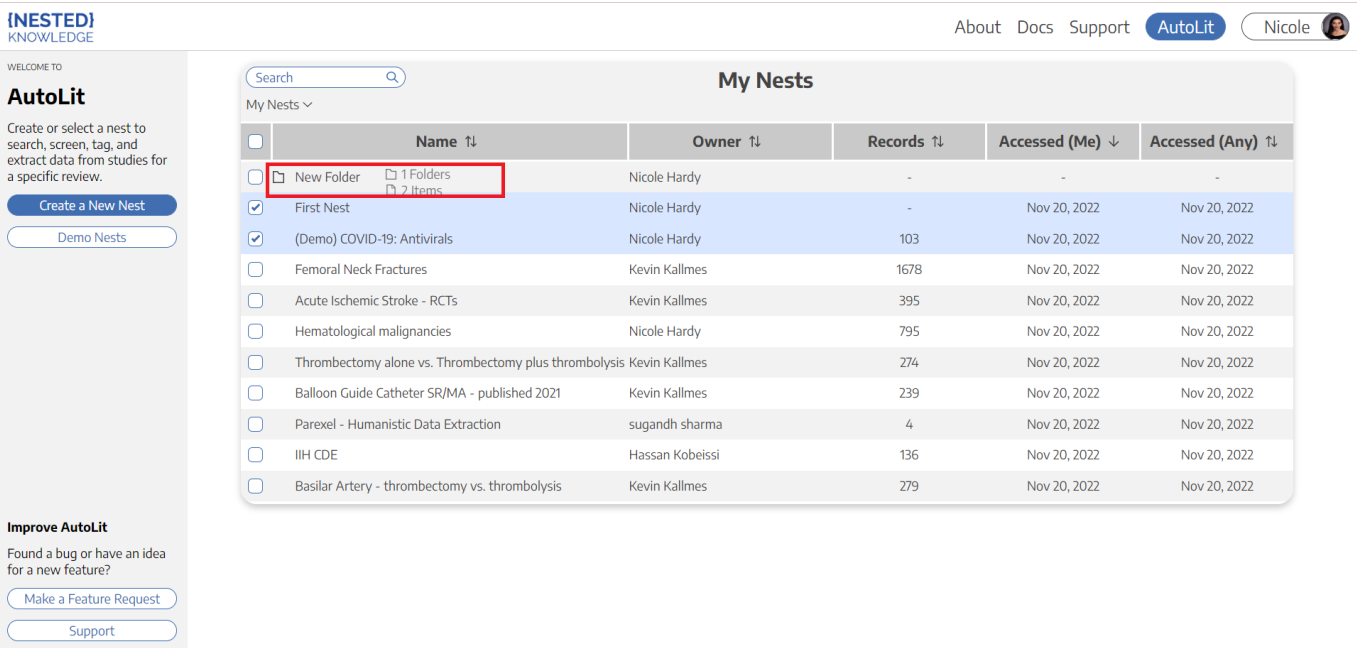 {NESTED}
KNOWLEDGE
About Docs Support AutoLit Nicole
WELCOME TO
AutoLit
Create or select a nest to
search, screen, tag, and
extract data from studies for
a specific review.
Create a New Nest
Demo Nests
Improve AutoLit
Found a bug or have an idea
for a new feature?
Make a Feature Request
Support
Search
My Nests
My Nests
Name Owner Records Accessed (Me) Accessed (Any)
New Folder 1 Folders Nicole Hardy - - -
2 Items
First Nest Nicole Hardy - Nov 20, 2022 Nov 20, 2022
(Demo) COVID-19: Antivirals Nicole Hardy 103 Nov 20, 2022 Nov 20, 2022
Femoral Neck Fractures Kevin Kallmes 1678 Nov 20, 2022 Nov 20, 2022
Acute Ischemic Stroke - RCTs Kevin Kallmes 395 Nov 20, 2022 Nov 20, 2022
Hematological malignancies Nicole Hardy 795 Nov 20, 2022 Nov 20, 2022
Thrombectomy alone vs. Thrombectomy plus thrombolysis Kevin Kallmes 274 Nov 20, 2022 Nov 20, 2022
Balloon Guide Catheter SR/MA - published 2021 Kevin Kallmes 239 Nov 20, 2022 Nov 20, 2022
Parexel - Humanistic Data Extraction sugandh sharma 4 Nov 20, 2022 Nov 20, 2022
IIH CDE Hassan Kobeissi 136 Nov 20, 2022 Nov 20, 2022
Basilar Artery - thrombectomy vs. thrombolysis Kevin Kallmes 279 Nov 20, 2022 Nov 20, 2022